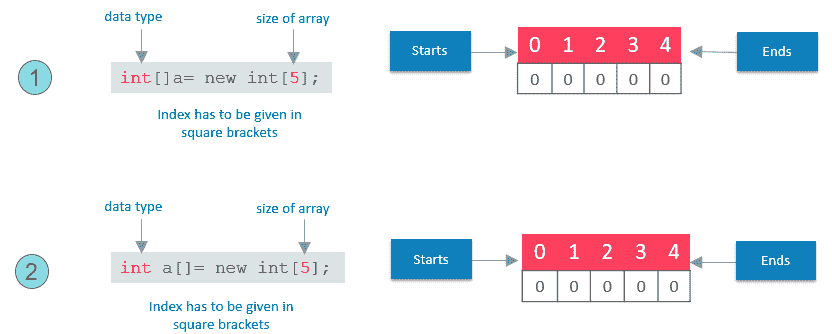 data type
size of array
1
int[]a= new int[5];
Index has to be given in
square brackets
Starts
0 1 2 3 4
0 0 0 0 0
Ends
data type
size of array
2
int a[]= new int[5];
Index has to be given in
square brackets
Starts
0 1 2 3 4
0 0 0 0 0
Ends